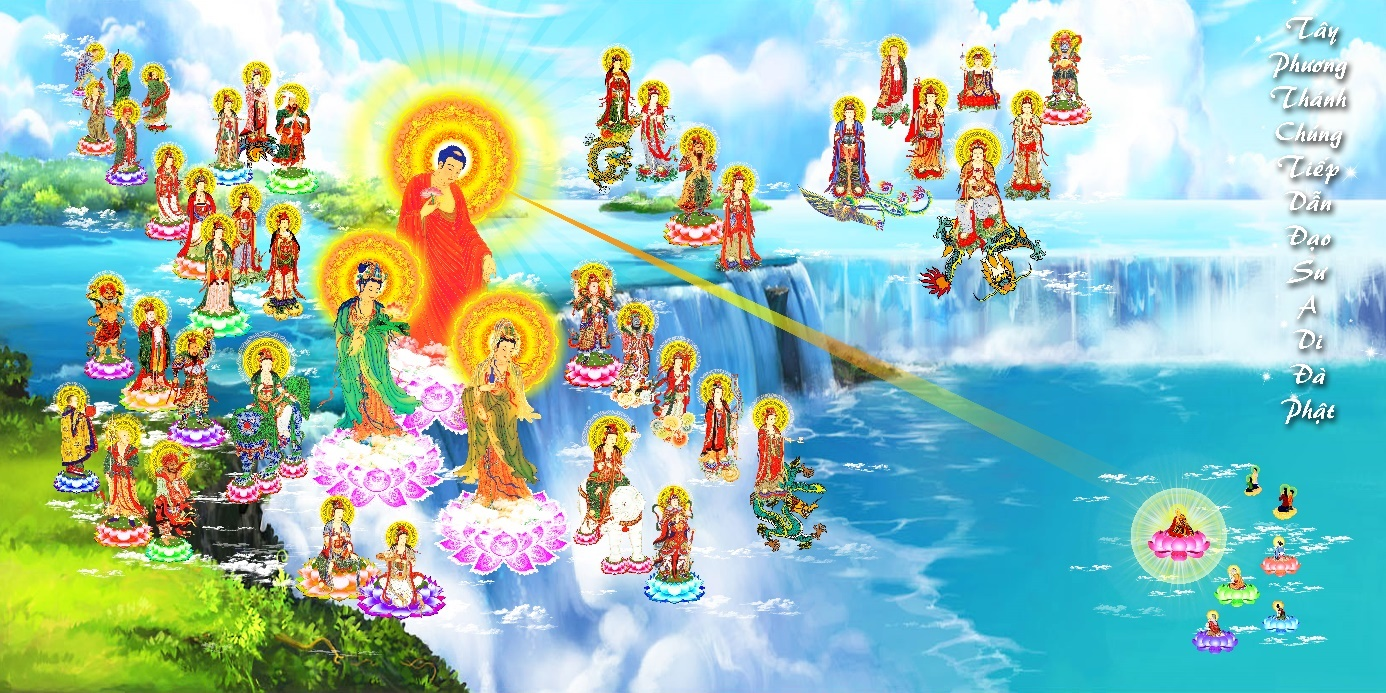 Tây
Phương
Thánh
Chúng
Tiếp
Dẫn
Đạo
Sư
A
Di
Đà
Phật